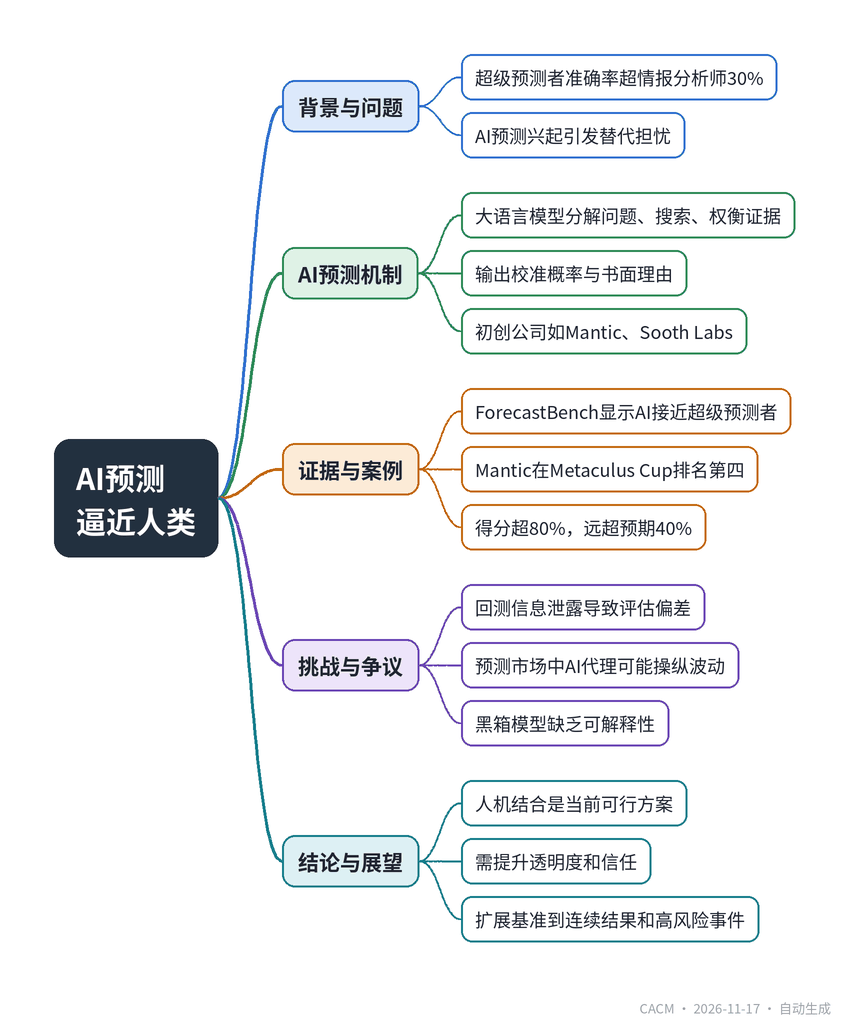 AI预测
逼近人类
背景与问题
超级预测者准确率超情报分析师30%
AI预测兴起引发替代担忧
AI预测机制
大语言模型分解问题、搜索、权衡证据
输出校准概率与书面理由
初创公司如Mantic、Sooth Labs
证据与案例
ForecastBench显示AI接近超级预测者
Mantic在Metaculus Cup排名第四
得分超80%，远超预期40%
挑战与争议
回测信息泄露导致评估偏差
预测市场中AI代理可能操纵波动
黑箱模型缺乏可解释性
结论与展望
人机结合是当前可行方案
需提升透明度和信任
扩展基准到连续结果和高风险事件
CACM · 2026-11-17 · 自动生成